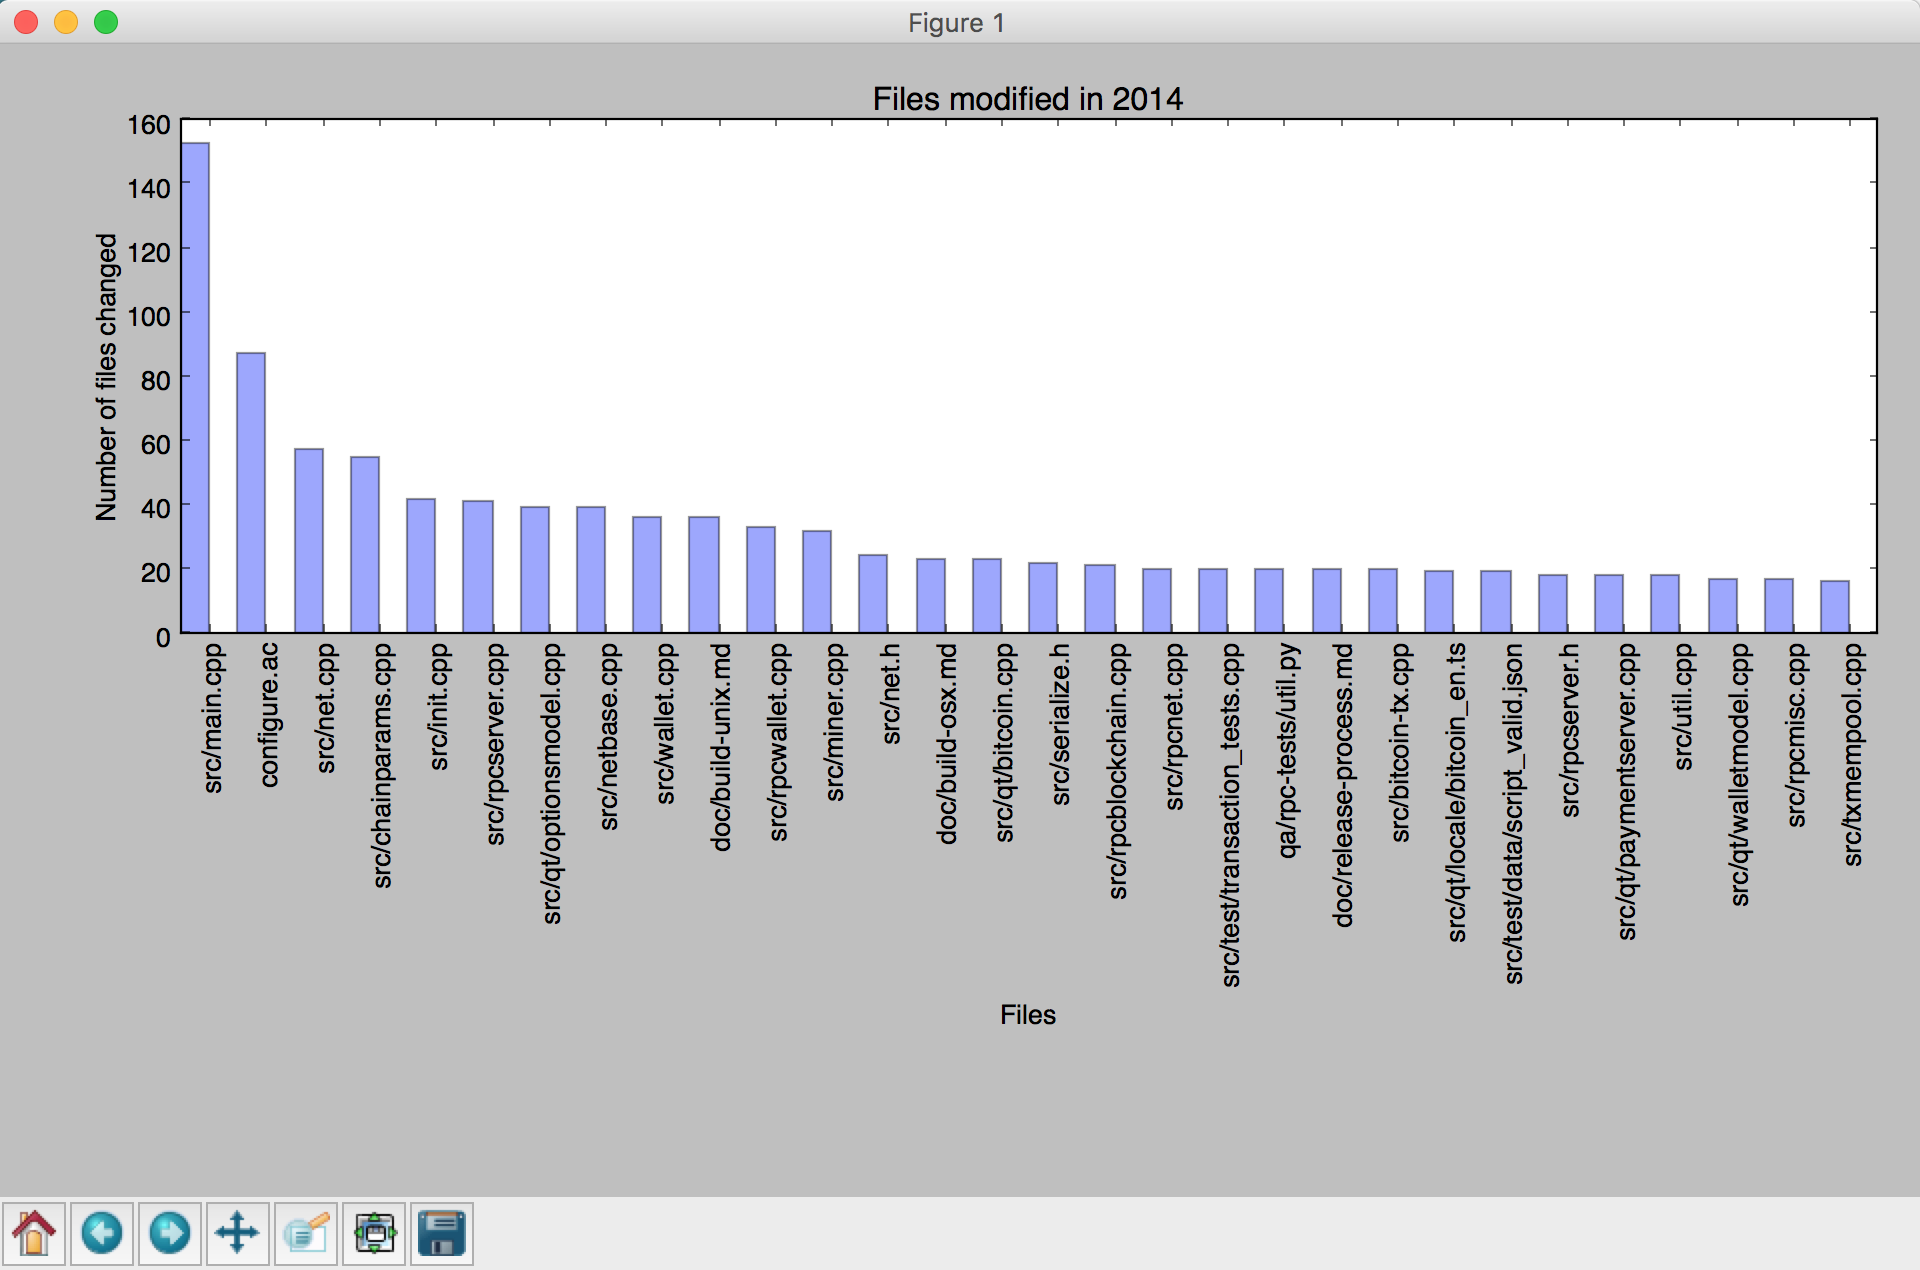 Figure 1
Files modified in 2014
Number of files changed
160
140
120
100
80
60
40
20
0
src/main.cpp
configure.ac
src/net.cpp
src/chainparams.cpp
src/init.cpp
src/rpcserver.cpp
src/qt/optionsmodel.cpp
src/netbase.cpp
src/wallet.cpp
doc/build-unix.md
src/rpcwallet.cpp
src/miner.cpp
src/net.h
doc/build-osx.md
src/qt/bitcoin.cpp
src/serialize.h
src/rpcblockchain.cpp
src/rpcnet.cpp
src/test/transaction_tests.cpp
qa/rpc-tests/util.py
doc/release-process.md
src/bitcoin-tx.cpp
src/qt/locale/bitcoin_en.ts
src/test/data/script_valid.json
src/rpcserver.h
src/qt/paymentserver.cpp
src/util.cpp
src/qt/walletmodel.cpp
src/rpcmisc.cpp
src/txmempool.cpp
Files